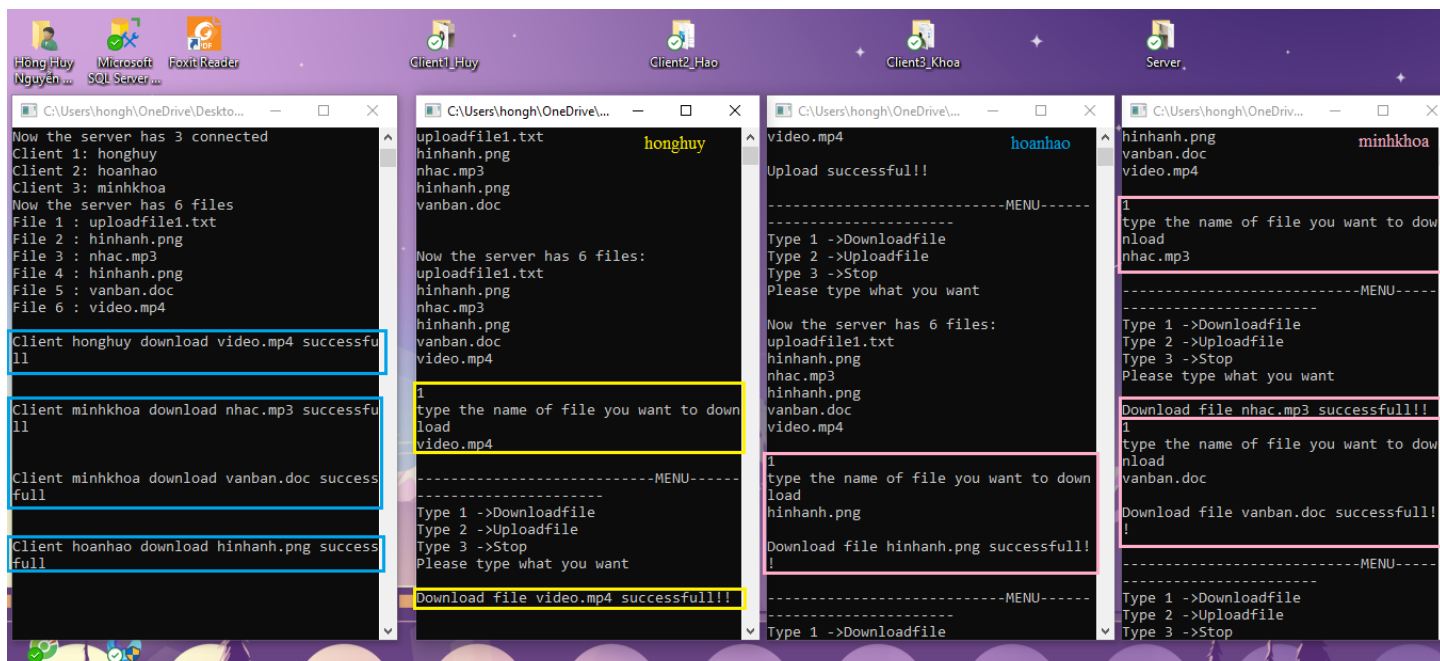 Hồng Huy
Nguyễn ...
Microsoft
SQL Server ...
Foxit Reader
Client1_Huy
Client2_Hao
Client3_Khoa
Server
C:\Users\hongh\OneDrive\Deskto...
Now the server has 3 connected
Client 1: honghuy
Client 2: hoanhao
Client 3: minhkhoa
Now the server has 6 files
File 1 : uploadfile1.txt
File 2 : hinhanh.png
File 3 : nhac.mp3
File 4 : hinhanh.png
File 5 : vanban.doc
File 6 : video.mp4
Client honghuy download video.mp4 successfu
ll
Client minhkhoa download nhac.mp3 successfu
ll
Client minhkhoa download vanban.doc success
full
Client hoanhao download hinhanh.png success
full
C:\Users\hongh\OneDrive\...
honghuy
uploadfile1.txt
hinhanh.png
nhac.mp3
hinhanh.png
vanban.doc
Now the server has 6 files:
uploadfile1.txt
hinhanh.png
nhac.mp3
hinhanh.png
vanban.doc
video.mp4
1
type the name of file you want to down
load
video.mp4
----------------------------MENU------
----------------------
Type 1 ->Downloadfile
Type 2 ->Uploadfile
Type 3 ->Stop
Please type what you want
Download file video.mp4 successfull!!
C:\Users\hongh\OneDrive\...
hoanhao
video.mp4
Upload successful!!
----------------------------MENU------
----------------------
Type 1 ->Downloadfile
Type 2 ->Uploadfile
Type 3 ->Stop
Please type what you want
Now the server has 6 files:
uploadfile1.txt
hinhanh.png
nhac.mp3
hinhanh.png
vanban.doc
video.mp4
1
type the name of file you want to down
load
hinhanh.png
Download file hinhanh.png successfull!
!
----------------------------MENU------
----------------------
Type 1 ->Downloadfile
C:\Users\hongh\OneDriv...
minhkhoa
hinhanh.png
vanban.doc
video.mp4
1
type the name of file you want to dow
nload
nhac.mp3
----------------------------MENU-----
-----------------------
Type 1 ->Downloadfile
Type 2 ->Uploadfile
Type 3 ->Stop
Please type what you want
Download file nhac.mp3 successfull!!
1
type the name of file you want to dow
nload
vanban.doc
Download file vanban.doc successfull!
!
----------------------------MENU-----
-----------------------
Type 1 ->Downloadfile
Type 2 ->Uploadfile
Type 3 ->Stop